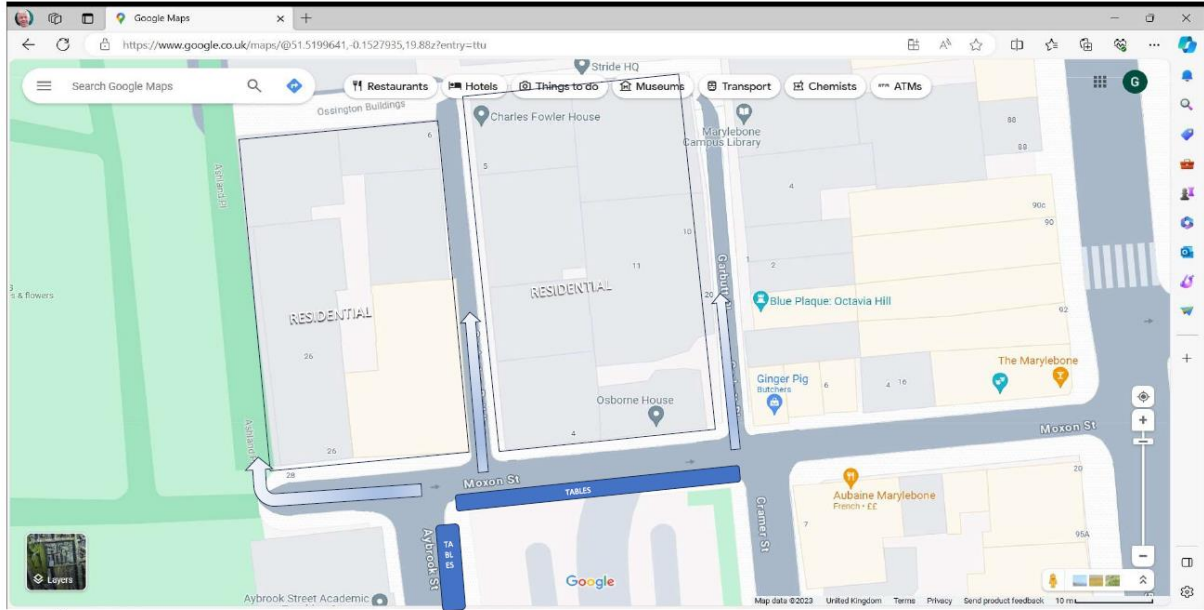 Google Maps
https://www.google.co.uk/maps/@51.5199641,-0.1527935,19.88z?entry=ttu
Search Google Maps
Restaurants
Hotels
Things to do
Museums
Transport
Chemists
ATMs
G
Stride HQ
Ossington Buildings
Charles Fowler House
Marylebone
Campus Library
6
5
4
88
88
90c
90
10
11
1
2
20
92
26
26
28
4
6
4
16
s & flowers
RESIDENTIAL
RESIDENTIAL
Blue Plaque: Octavia Hill
The Marylebone
Ginger Pig
Butchers
Osborne House
Moxon St
Moxon St
TABLES
TA
BL
ES
Aybrook St
Cramer St
Aubaine Marylebone
French • ££
7
20
95A
Layers
Aybrook Street Academic
Google
Map data ©2023 United Kingdom Terms Privacy Send product feedback 10 m